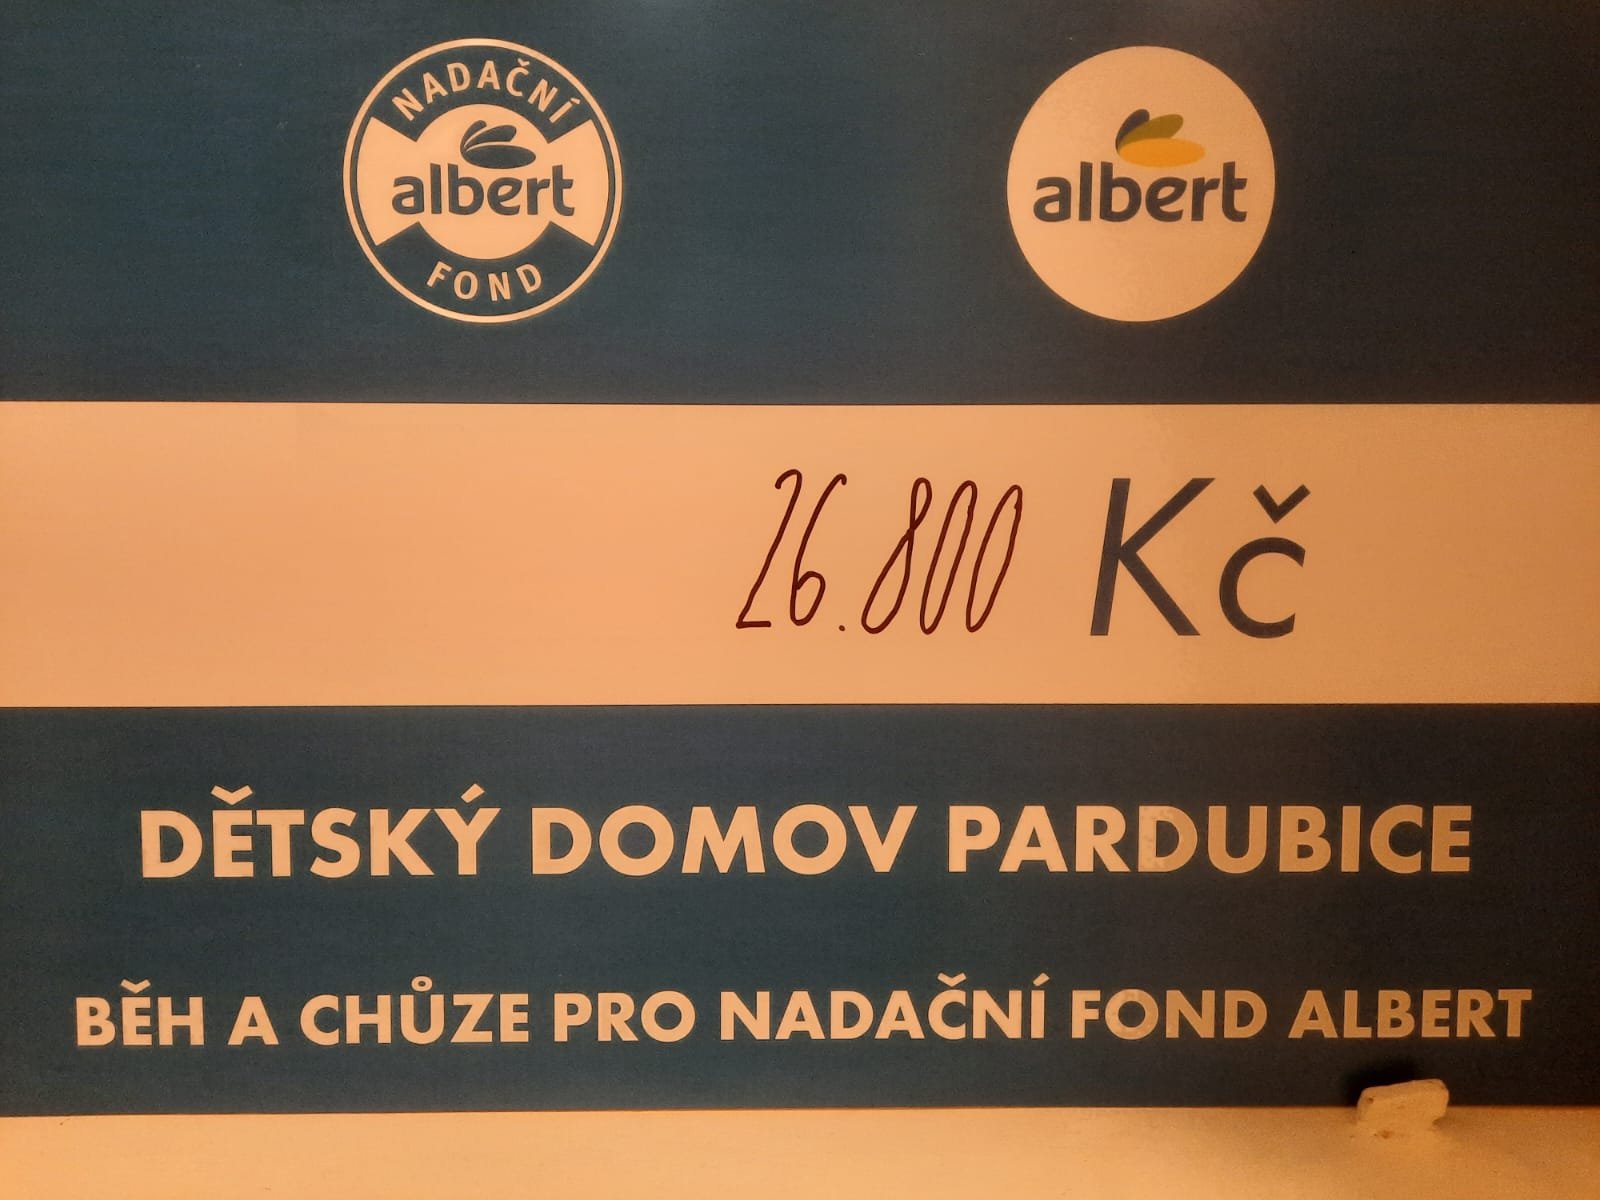 NADAČNÍ
albert
FOND
albert
26.800 Kč
DĚTSKÝ DOMOV PARDUBICE
BĚH A CHŮZE PRO NADAČNÍ FOND ALBERT